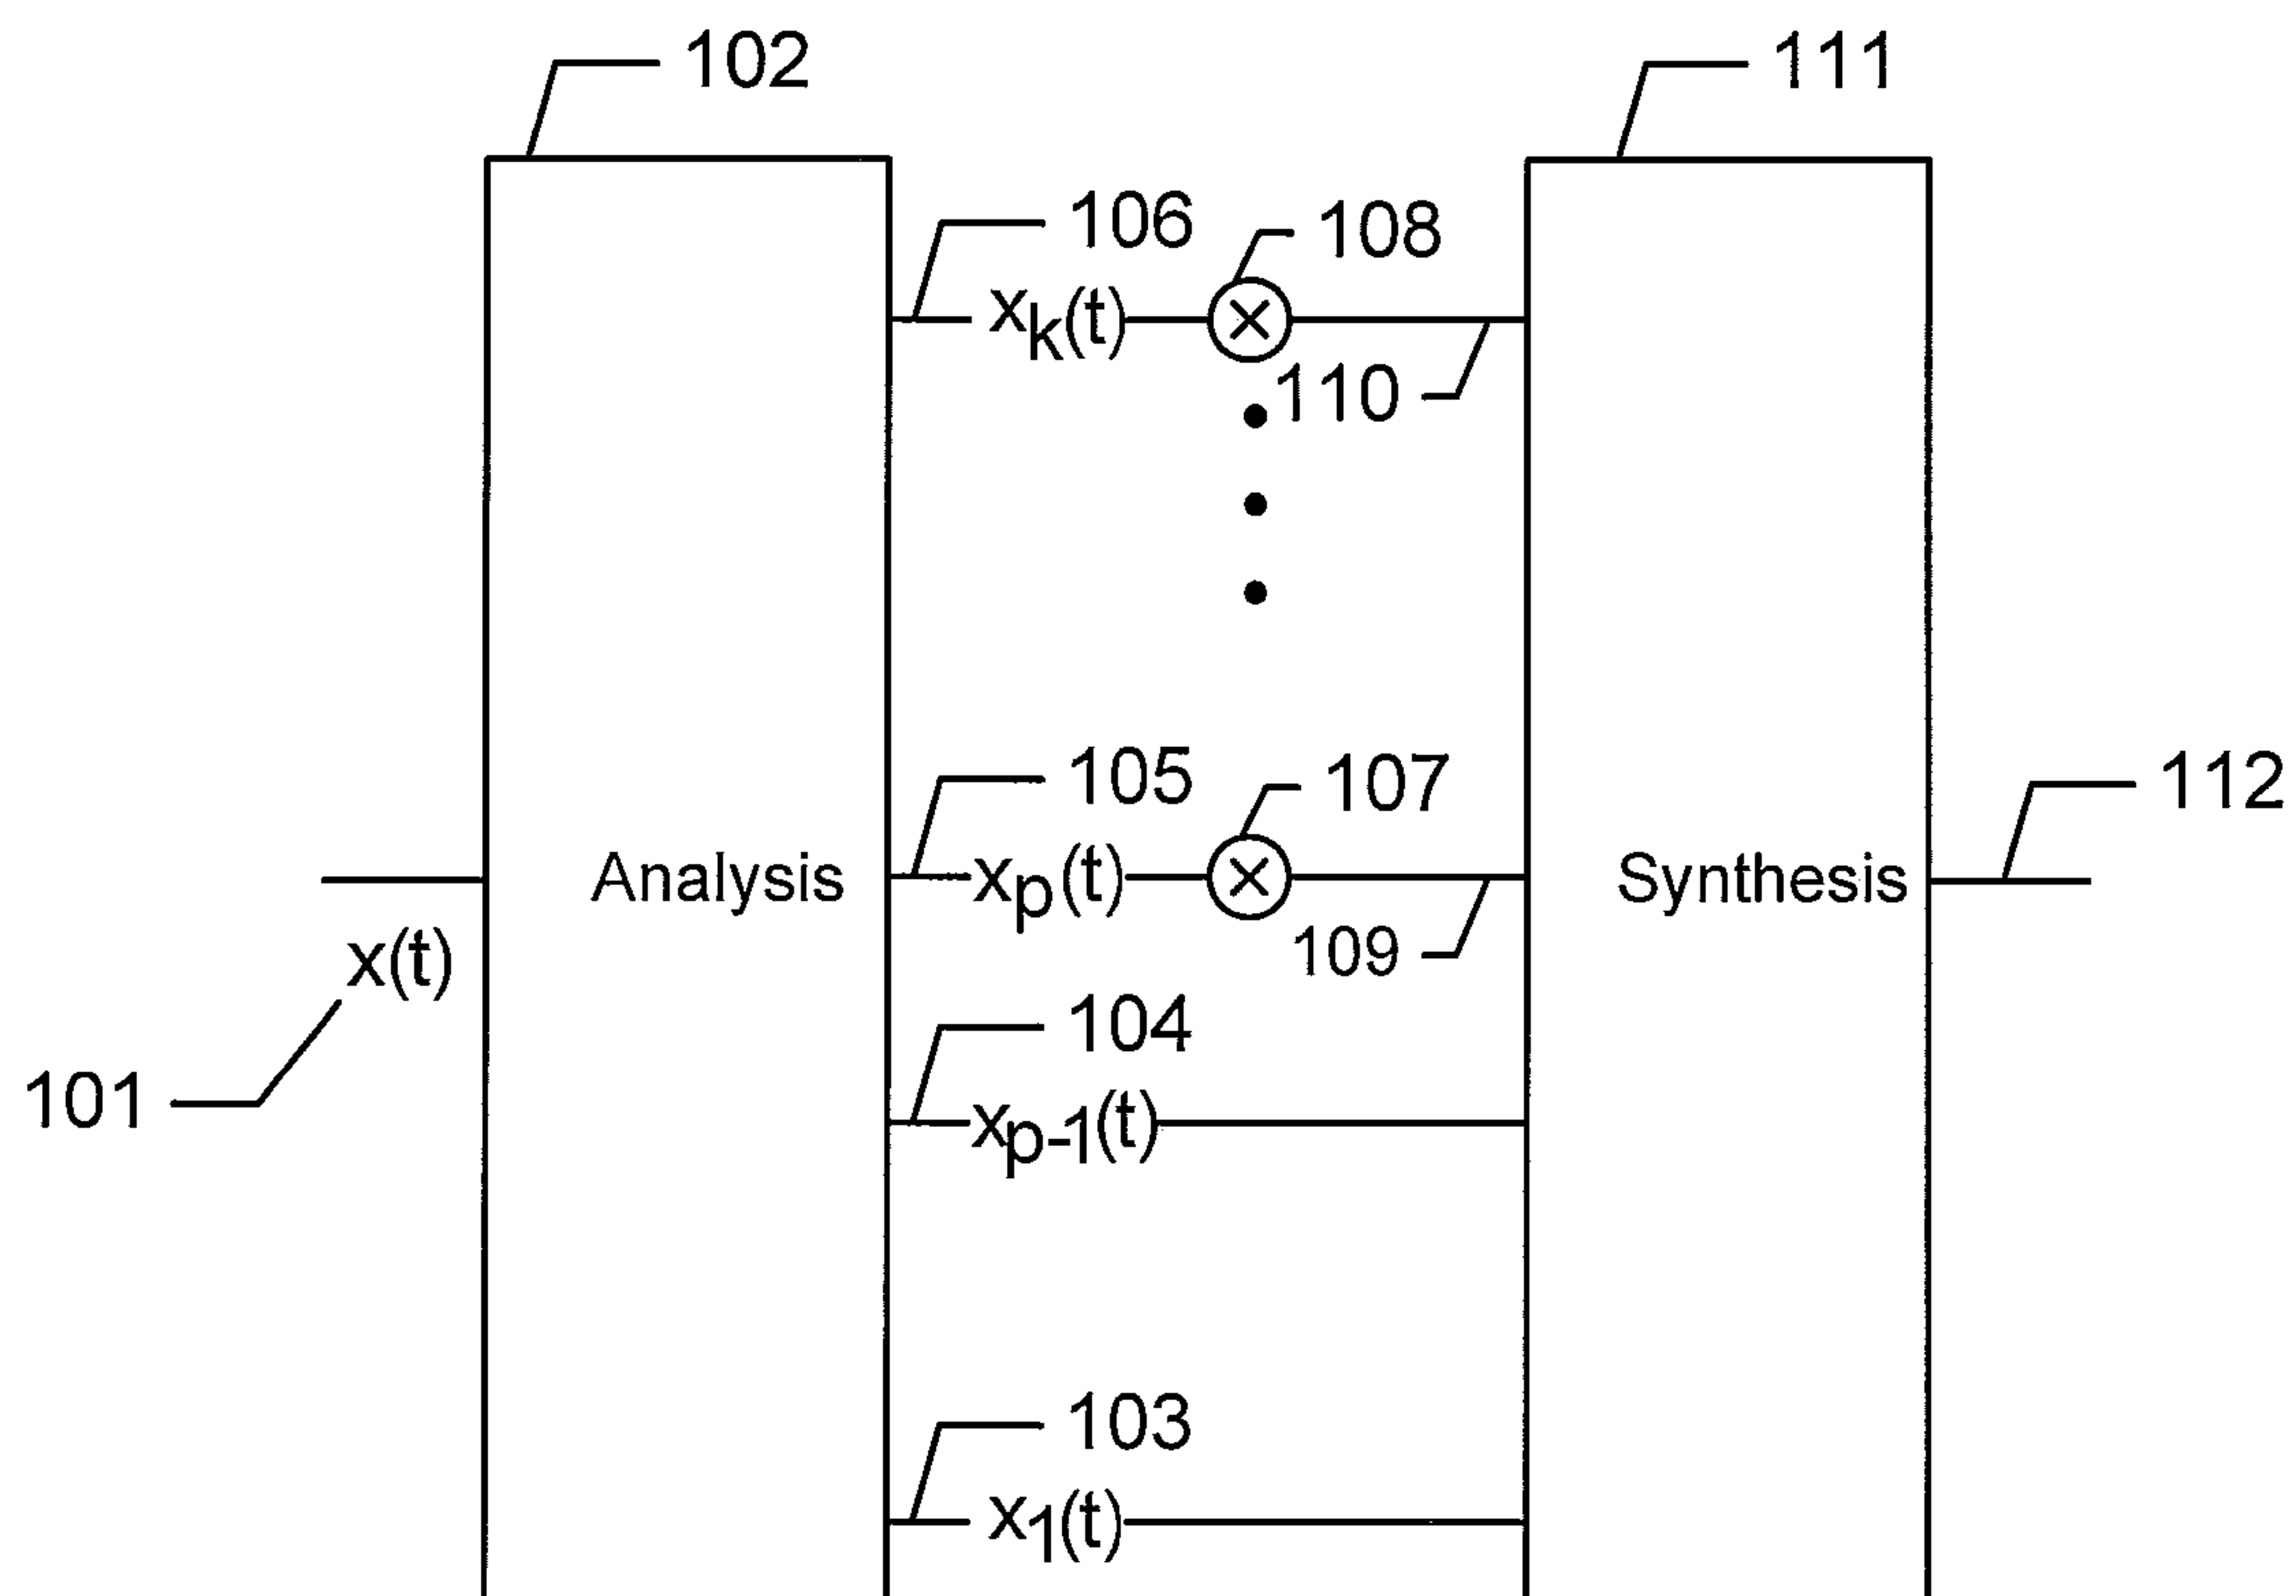 102
111
106
108
xk(t)
110
105
107
112
Analysis
xp(t)
Synthesis
109
x(t)
104
101
xp-1(t)
103
x1(t)